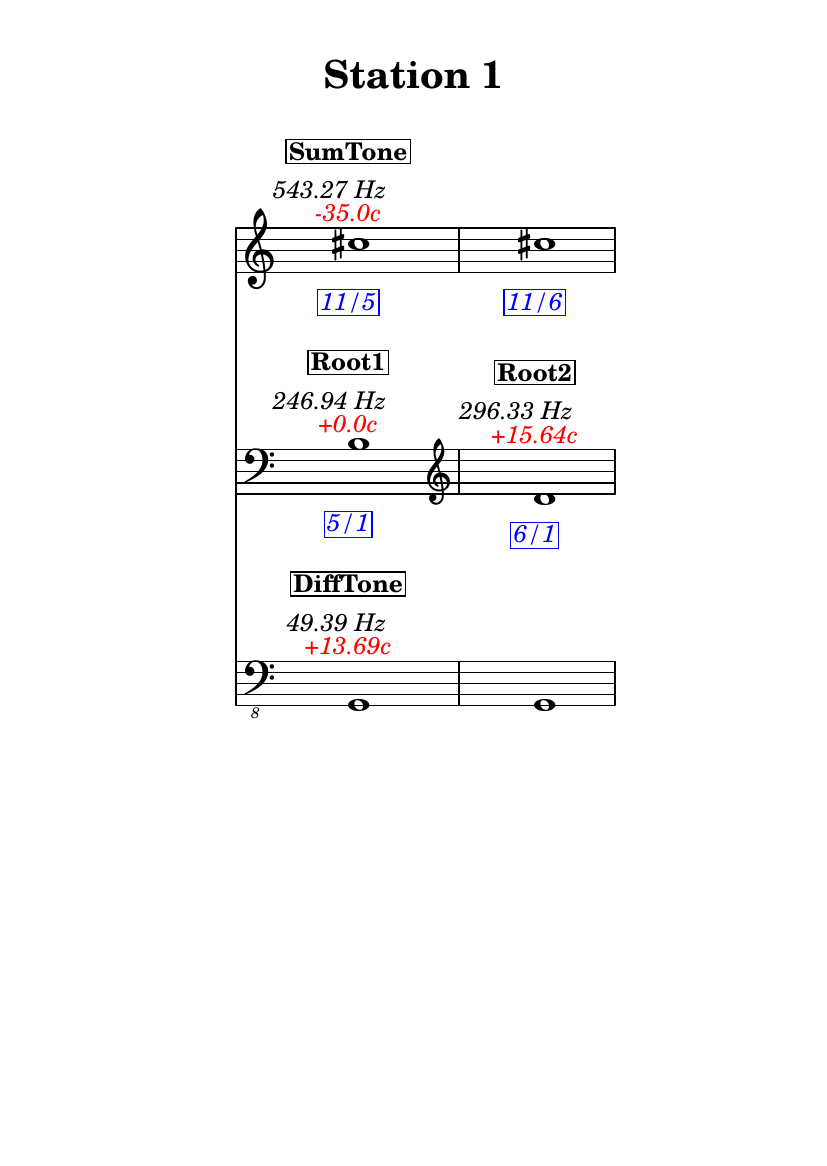 Station 1
SumTone
543.27 Hz
-35.0c
11/5 11/6
Root1 Root2
246.94 Hz 296.33 Hz
+0.0c +15.64c
5/1 6/1
DiffTone
49.39 Hz
+13.69c
8